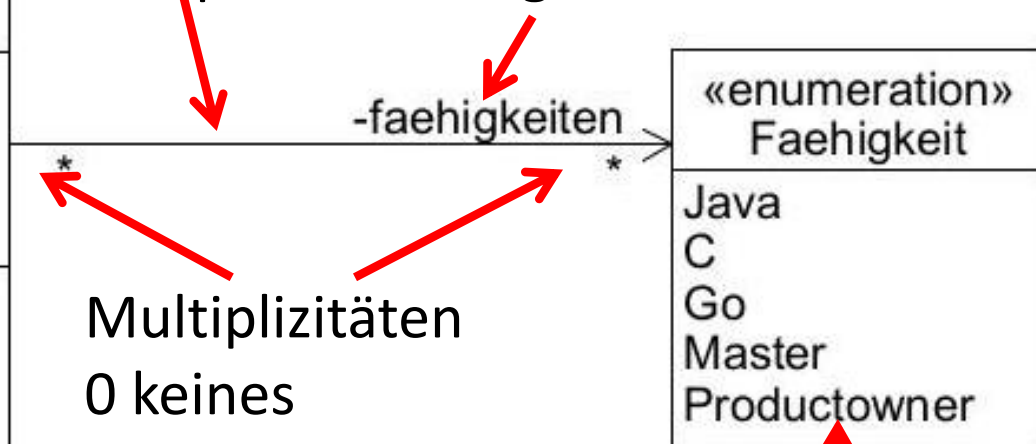 -faehigkeiten
«enumeration»
Faehigkeit
* *
Java
C
Go
Master
Productowner
Multiplizitäten
0 keines